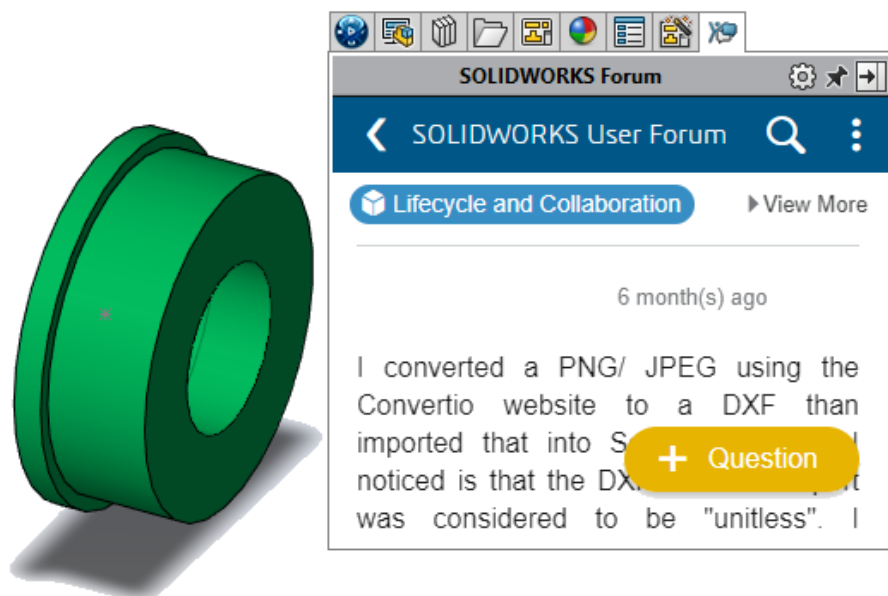 SOLIDWORKS Forum
SOLIDWORKS User Forum
Lifecycle and Collaboration
View More
6 month(s) ago
I converted a PNG/ JPEG using the
Convertio website to a DXF than
imported that into
noticed is that the
was considered to be "unitless". I
+ Question